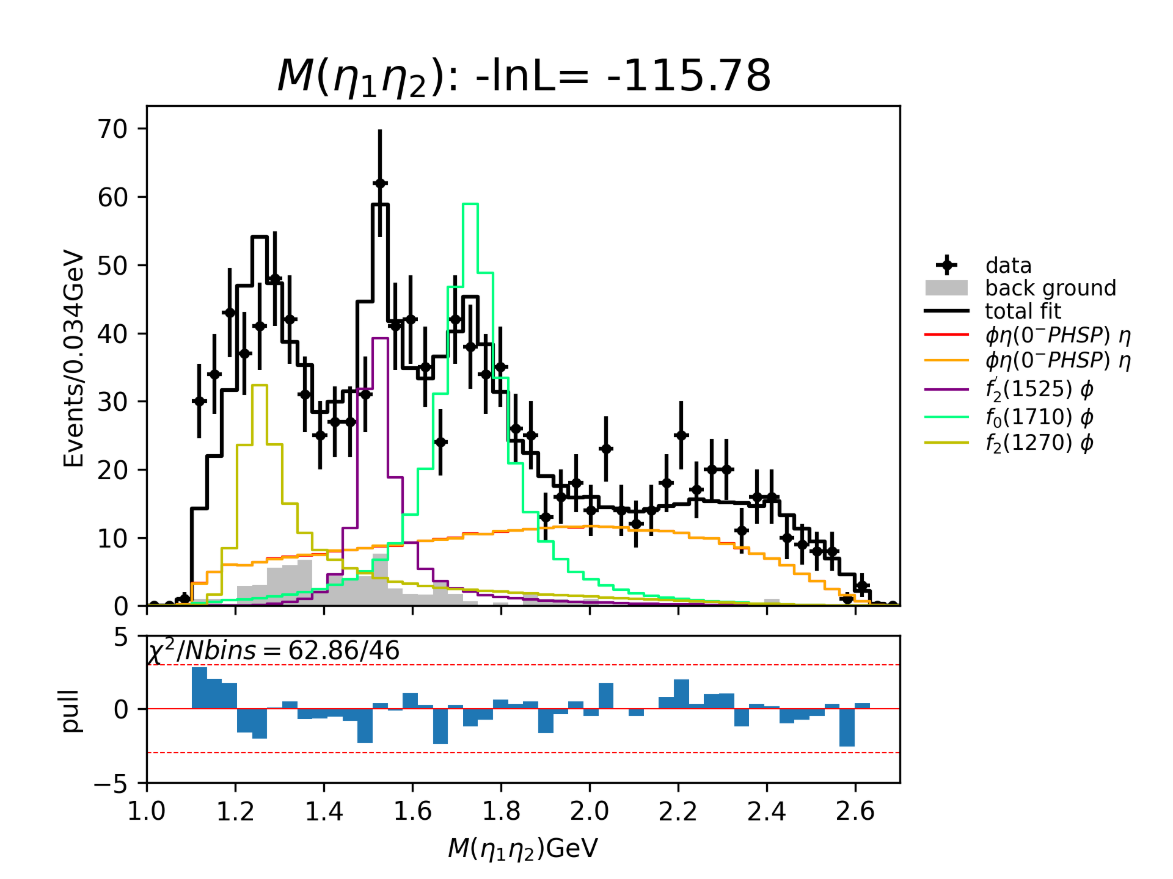 M(η₁η₂): -lnL= -115.78
70
60
50
40
30
20
10
0
Events/0.034GeV
data
back ground
total fit
ϕη(0⁻PHSP) η
ϕη(0⁻PHSP) η
f₂′(1525) ϕ
f₀(1710) ϕ
f₂(1270) ϕ
χ²/Nbins = 62.86/46
5
0
−5
pull
1.0 1.2 1.4 1.6 1.8 2.0 2.2 2.4 2.6
M(η₁η₂)GeV